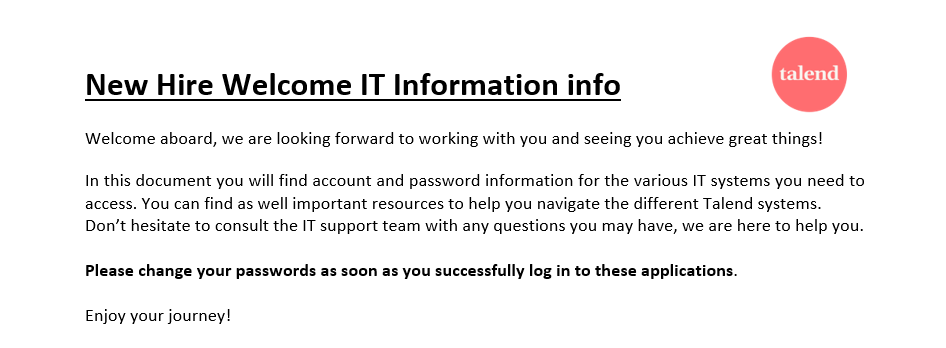 talend
New Hire Welcome IT Information info
Welcome aboard, we are looking forward to working with you and seeing you achieve great things!
In this document you will find account and password information for the various IT systems you need to
access. You can find as well important resources to help you navigate the different Talend systems.
Don’t hesitate to consult the IT support team with any questions you may have, we are here to help you.
Please change your passwords as soon as you successfully log in to these applications.
Enjoy your journey!